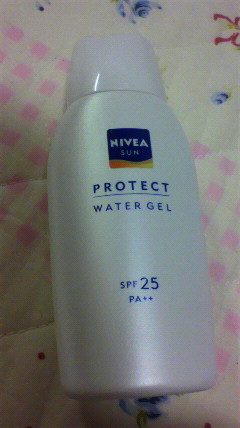 NIVEA
SUN
PROTECT
WATER GEL
SPF 25
PA++